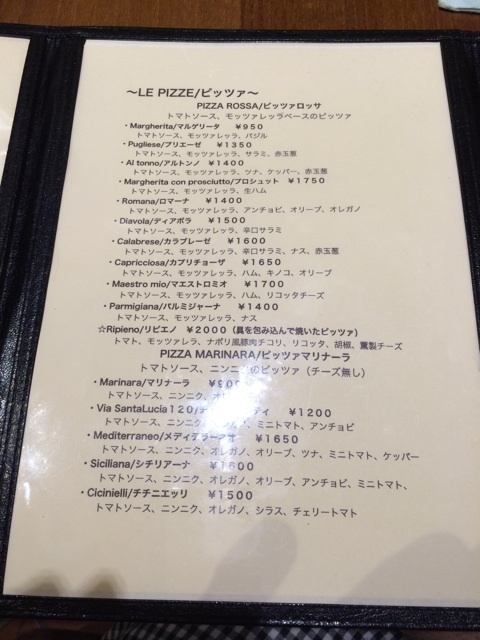 ～LE PIZZE/ピッツァ～
PIZZA ROSSA/ピッツァロッサ
トマトソース、モッツァレッラベースのピッツァ
・Margherita/マルゲリータ ￥950
トマトソース、モッツァレッラ、バジル
・Pugliese/プリエーゼ ￥1350
トマトソース、モッツァレッラ、サラミ、赤玉葱
・Al tonno/アルトンノ ￥1400
トマトソース、モッツァレッラ、ツナ、ケッパー、赤玉葱
・Margherita con prosciutto/プロシュット ￥1750
トマトソース、モッツァレッラ、生ハム
・Romana/ロマーナ ￥1400
トマトソース、モッツァレッラ、アンチョビ、オリーブ、オレガノ
・Diavola/ディアボラ ￥1500
トマトソース、モッツァレッラ、辛口サラミ
・Calabrese/カラブレーゼ ￥1600
トマトソース、モッツァレッラ、辛口サラミ、ナス、赤玉葱
・Capricciosa/カプリチョーザ ￥1650
トマトソース、モッツァレッラ、ハム、キノコ、オリーブ
・Maestro mio/マエストロミオ ￥1700
トマトソース、モッツァレッラ、ハム、リコッタチーズ
・Parmigiana/パルミジャーナ ￥1400
トマトソース、モッツァレッラ、ナス
☆Ripieno/リピエノ ￥2000（具を包み込んで焼いたピッツァ）
トマト、モッツァレラ、ナポリ風豚肉チコリ、リコッタ、胡椒、薫製チーズ
PIZZA MARINARA/ピッツァマリナーラ
トマトソース、ニンニクのピッツァ（チーズ無し）
・Marinara/マリナーラ ￥900
トマトソース、ニンニク、オレガノ
・Via SantaLucia120/ ティ ￥1200
トマトソース、ニンニク、 ミニトマト、アンチョビ
・Mediterraneo/メディテラーネオ ￥1650
トマトソース、ニンニク、オレガノ、オリーブ、ツナ、ミニトマト、ケッパー
・Siciliana/シチリアーナ ￥1600
トマトソース、ニンニク、オレガノ、オリーブ、アンチョビ、ミニトマト、
・Cicinielli/チチニエッリ ￥1500
トマトソース、ニンニク、オレガノ、シラス、チェリートマト